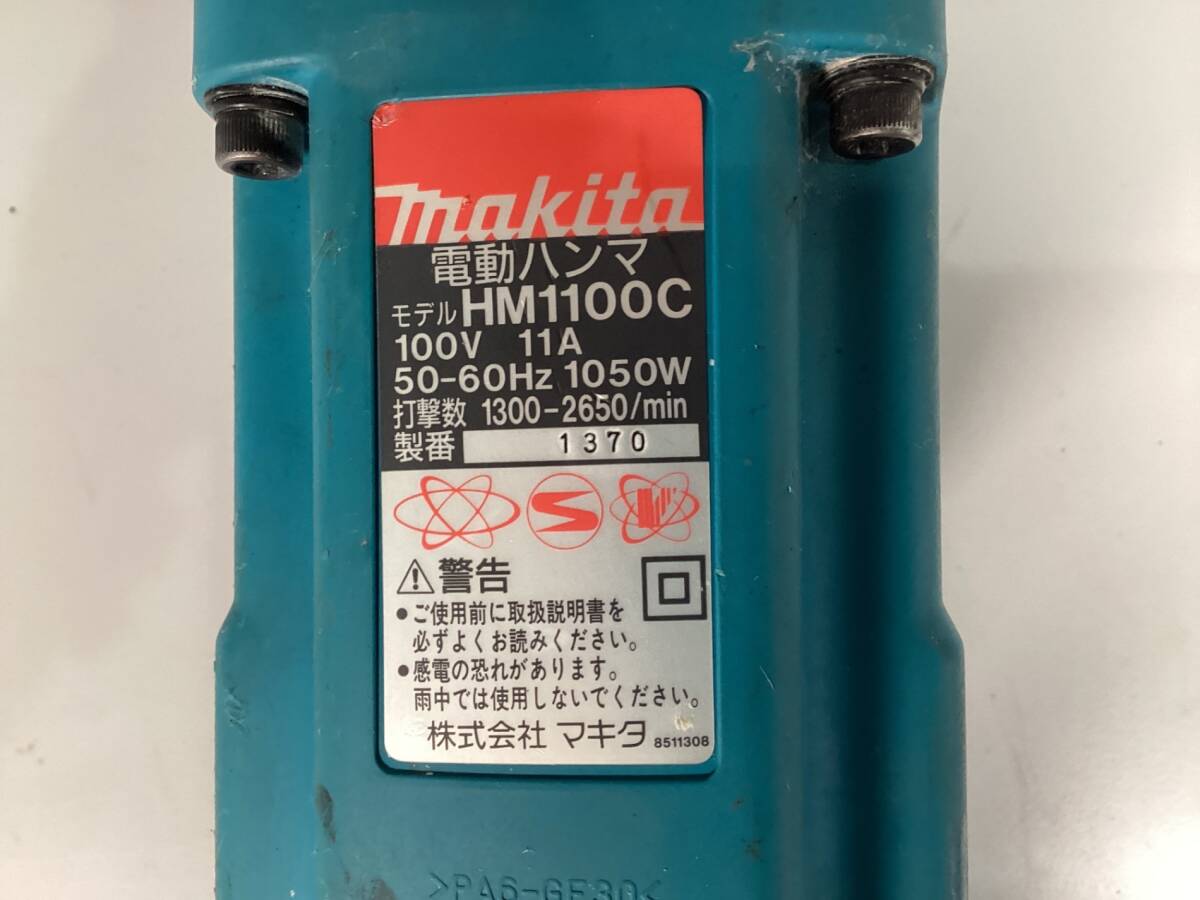 makita
電動ハンマ
モデル HM1100C
100V 11A
50-60Hz 1050W
打撃数 1300-2650/min
製番 1370
警告
●ご使用前に取扱説明書を
必ずよくお読みください。
●感電の恐れがあります。
雨中では使用しないでください。
株式会社 マキタ 8511308
>PA6-GF30<